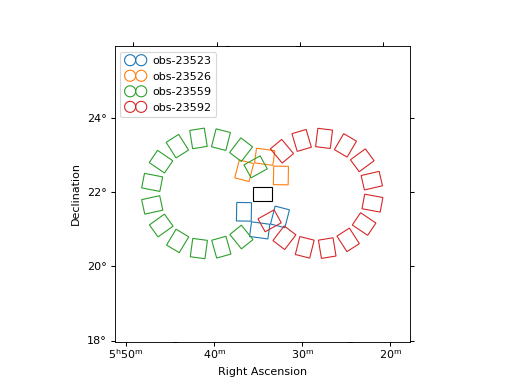 obs-23523
obs-23526
obs-23559
obs-23592
24°
22°
20°
18°
Declination
5ʰ50ᵐ 40ᵐ 30ᵐ 20ᵐ
Right Ascension